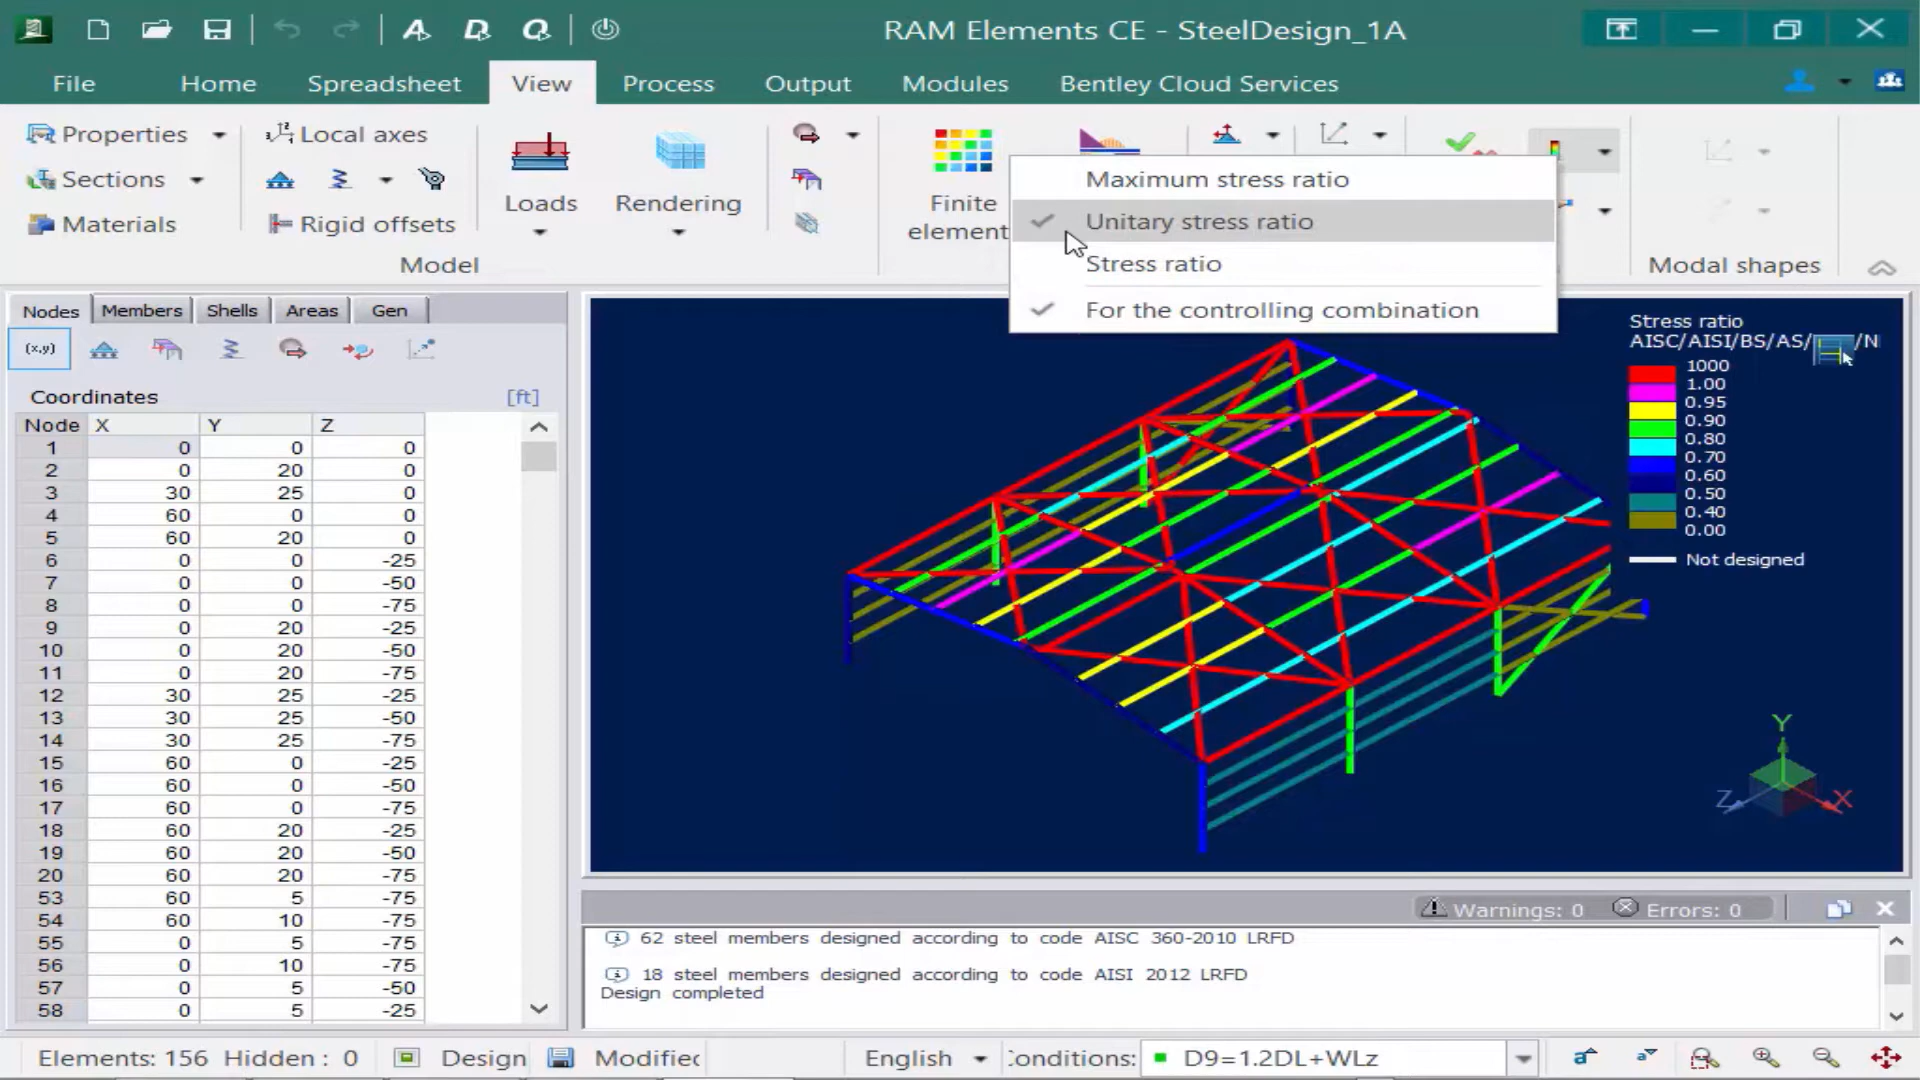 RAM Elements CE - SteelDesign_1A
File Home Spreadsheet View Process Output Modules Bentley Cloud Services
Properties
Sections
Materials
Local axes
Rigid offsets
Model
Loads
Rendering
Finite
element
Maximum stress ratio
Unitary stress ratio
Stress ratio
For the controlling combination
Modal shapes
Nodes Members Shells Areas Gen
(x,y)
Coordinates [ft]
Node X Y Z
1 0 0 0
2 0 20 0
3 30 25 0
4 60 0 0
5 60 20 0
6 0 0 -25
7 0 0 -50
8 0 0 -75
9 0 20 -25
10 0 20 -50
11 0 20 -75
12 30 25 -25
13 30 25 -50
14 30 25 -75
15 60 0 -25
16 60 0 -50
17 60 0 -75
18 60 20 -25
19 60 20 -50
20 60 20 -75
53 60 5 -75
54 60 10 -75
55 0 5 -75
56 0 10 -75
57 0 5 -50
58 0 5 -25
Stress ratio
AISC/AISI/BS/AS/ /N
1000
1.00
0.95
0.90
0.80
0.70
0.60
0.50
0.40
0.00
Not designed
Y
Z X
Warnings: 0 Errors: 0
62 steel members designed according to code AISC 360-2010 LRFD
18 steel members designed according to code AISI 2012 LRFD
Design completed
Elements: 156 Hidden : 0 Design Modified English Conditions: D9=1.2DL+WLz